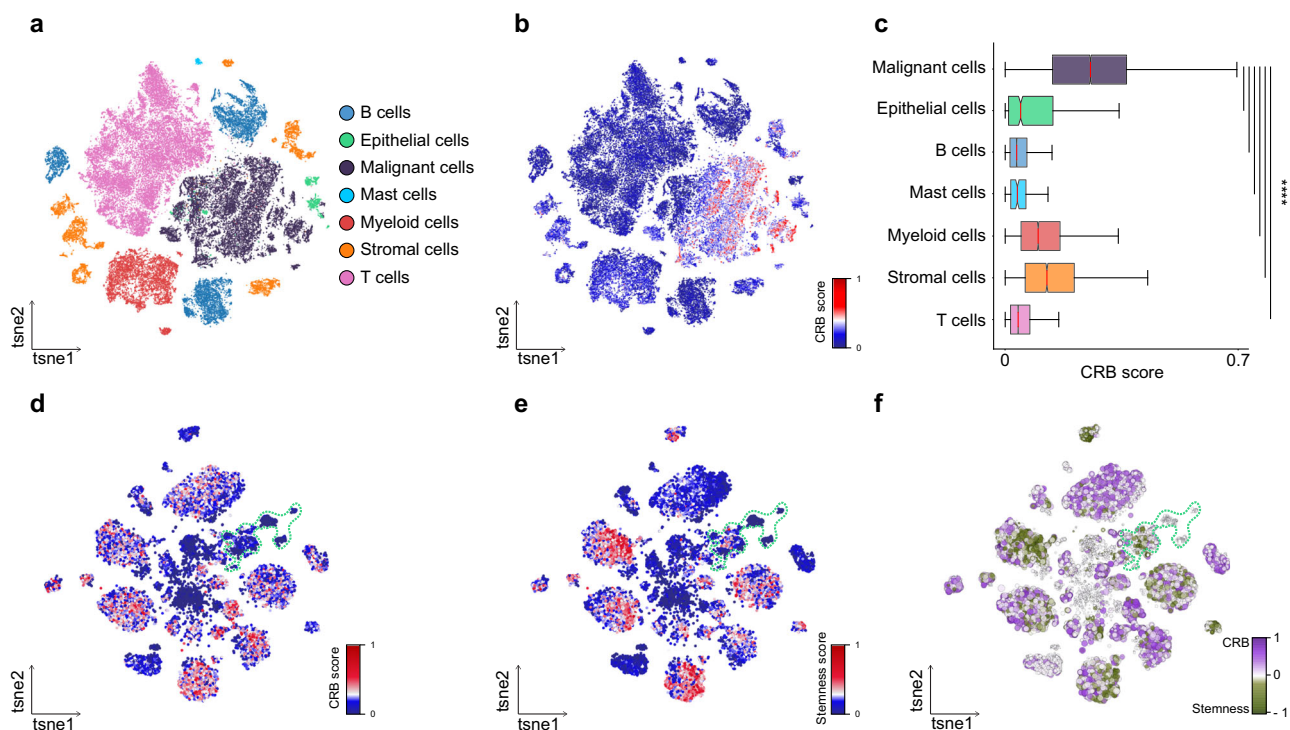 a
B cells
Epithelial cells
Malignant cells
Mast cells
Myeloid cells
Stromal cells
T cells
tsne2
tsne1
b
1
CRB score
0
tsne2
tsne1
c
Malignant cells
Epithelial cells
B cells
Mast cells
Myeloid cells
Stromal cells
T cells
****
0
0.7
CRB score
d
1
CRB score
0
tsne2
tsne1
e
1
Stemness score
0
tsne2
tsne1
f
CRB
1
0
Stemness
- 1
tsne2
tsne1